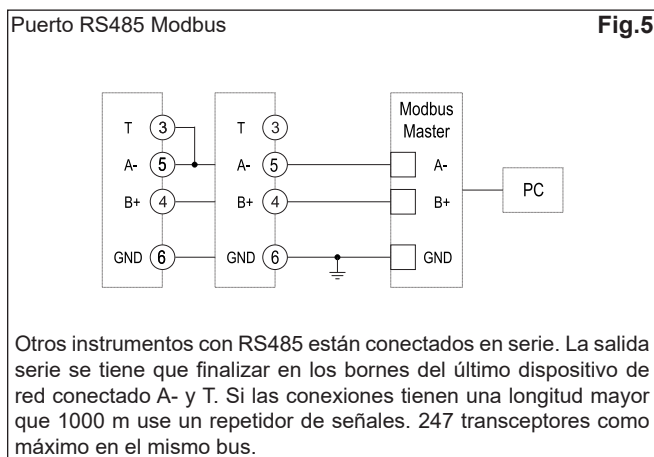 Puerto RS485 Modbus Fig.5
Modbus
Master
T 3 T 3
A- 5 A- 5 A-
B+ 4 B+ 4 B+ PC
GND 6 GND 6 GND
Otros instrumentos con RS485 están conectados en serie. La salida
serie se tiene que finalizar en los bornes del último dispositivo de
red conectado A- y T. Si las conexiones tienen una longitud mayor
que 1000 m use un repetidor de señales. 247 transceptores como
máximo en el mismo bus.